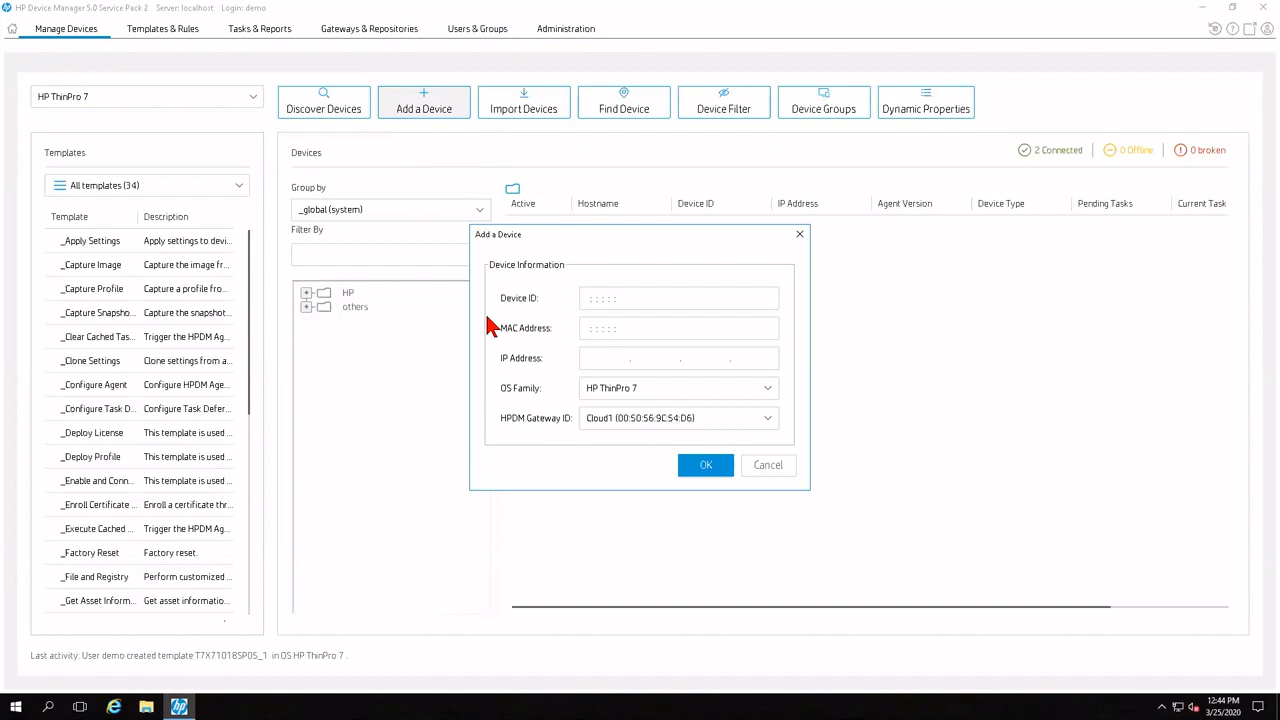 HP Device Manager 5.0 Service Pack 2 Server: localhost Login: demo
Manage Devices Templates & Rules Tasks & Reports Gateways & Repositories Users & Groups Administration
HP ThinPro 7
Discover Devices Add a Device Import Devices Find Device Device Filter Device Groups Dynamic Properties
Templates
All templates (34)
Template Description
_Apply Settings Apply settings to devi...
_Capture Image Capture the image fr...
_Capture Profile Capture a profile fro...
_Capture Snapsho... Capture the snapshot...
_Clear Cached Tas... Trigger the HPDM Ag...
_Clone Settings Clone settings from a...
_Configure Agent Configure HPDM Age...
_Configure Task D... Configure Task Defer...
_Deploy License This template is used ...
_Deploy Profile This template is used ...
_Enable and Conn... This template is used ...
_Enroll Certificate ... Enroll a certificate thr...
_Execute Cached ... Trigger the HPDM Ag...
_Factory Reset Factory reset.
_File and Registry Perform customized ...
_Get Asset Inform... Get asset informatio...
Devices
2 Connected 0 Offline 0 broken
Group by
_global (system)
Filter By
HP
others
Active Hostname Device ID IP Address Agent Version Device Type Pending Tasks Current Task
Add a Device
Device Information
Device ID: : : : : :
MAC Address: : : : : :
IP Address: . . .
OS Family: HP ThinPro 7
HPDM Gateway ID: Cloud1 (00:50:56:9C:54:D6)
OK Cancel
Last activity: User demo created template T7X71018SP05_1 in OS HP ThinPro 7 .
12:44 PM
3/25/2020